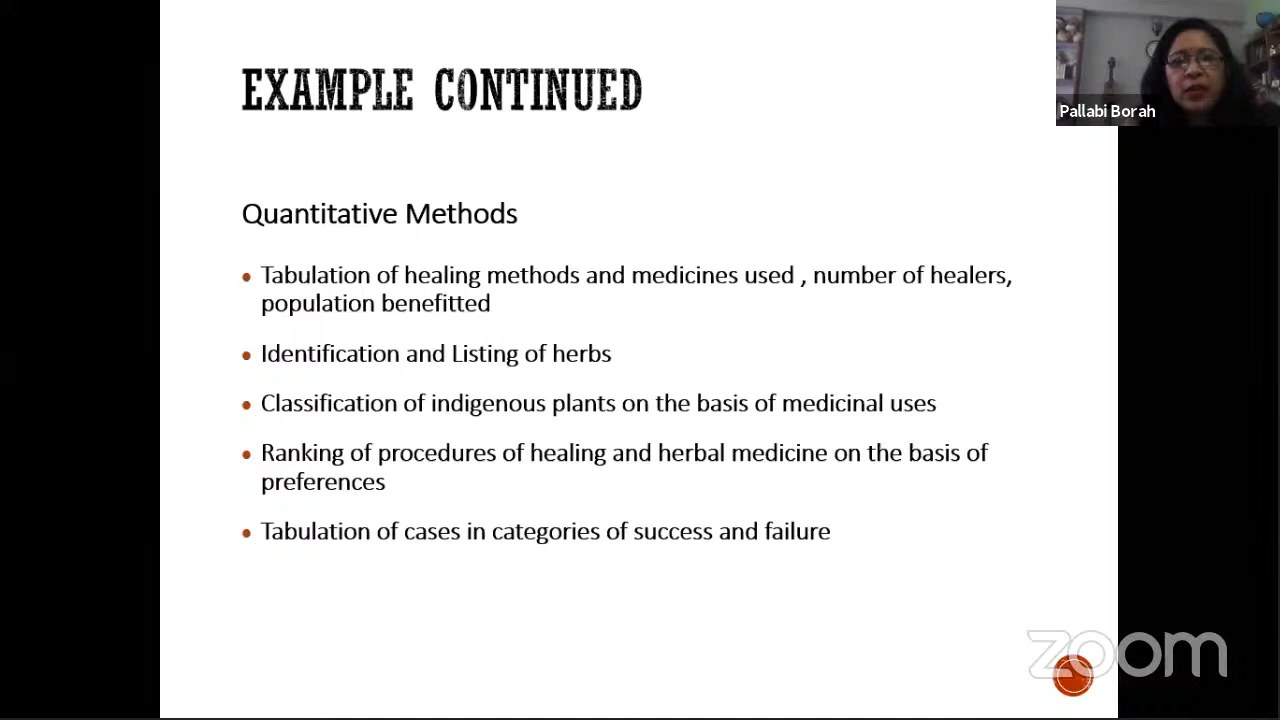 EXAMPLE CONTINUED
Pallabi Borah
Quantitative Methods
• Tabulation of healing methods and medicines used , number of healers,
population benefitted
• Identification and Listing of herbs
• Classification of indigenous plants on the basis of medicinal uses
• Ranking of procedures of healing and herbal medicine on the basis of
preferences
• Tabulation of cases in categories of success and failure
zoom